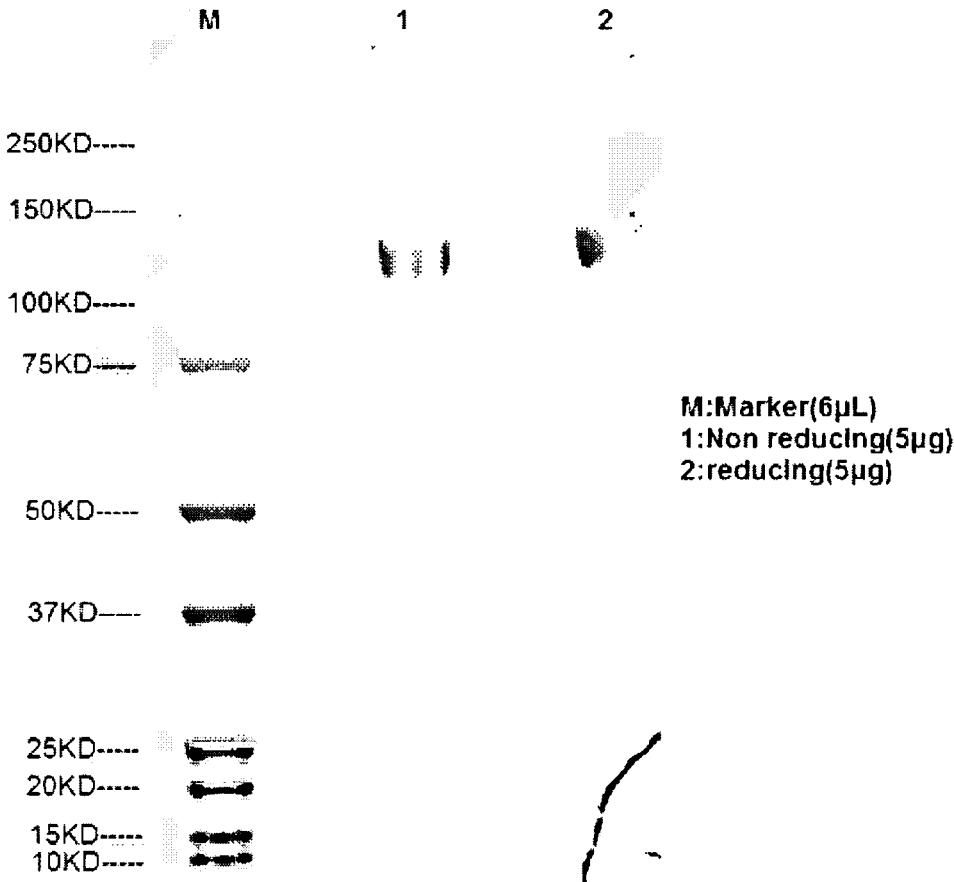 M 1 2
250KD-----
150KD-----
100KD-----
75KD-----
M:Marker(6μL)
1:Non reducing(5μg)
2:reducing(5μg)
50KD-----
37KD-----
25KD-----
20KD-----
15KD-----
10KD-----